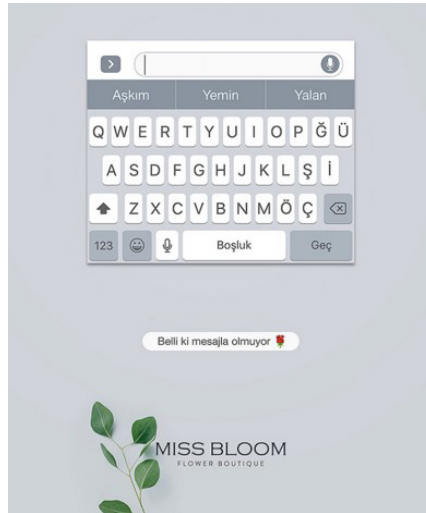 Aşkım Yemin Yalan
Q W E R T Y U I O P Ğ Ü
A S D F G H J K L Ş İ
Z X C V B N M Ö Ç
123 Boşluk Geç
Belli ki mesajla olmuyor 🌹
MISS BLOOM
FLOWER BOUTIQUE